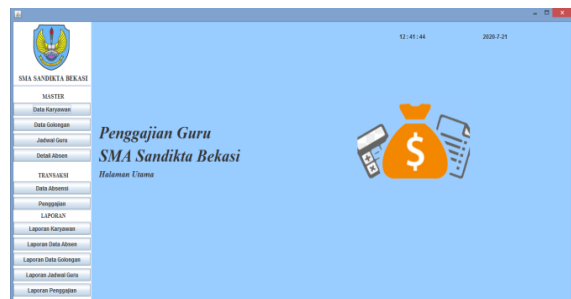 12:41:44
2020-7-21
SMA SANDIKTA BEKASI
MASTER
Data Karyawan
Data Golongan
Jadwal Guru
Detail Absen
TRANSAKSI
Data Absensi
Penggajian
LAPORAN
Laporan Karyawan
Laporan Data Absen
Laporan Data Golongan
Laporan Jadwal Guru
Laporan Penggajian
Penggajian Guru
SMA Sandikta Bekasi
Halaman Utama
$